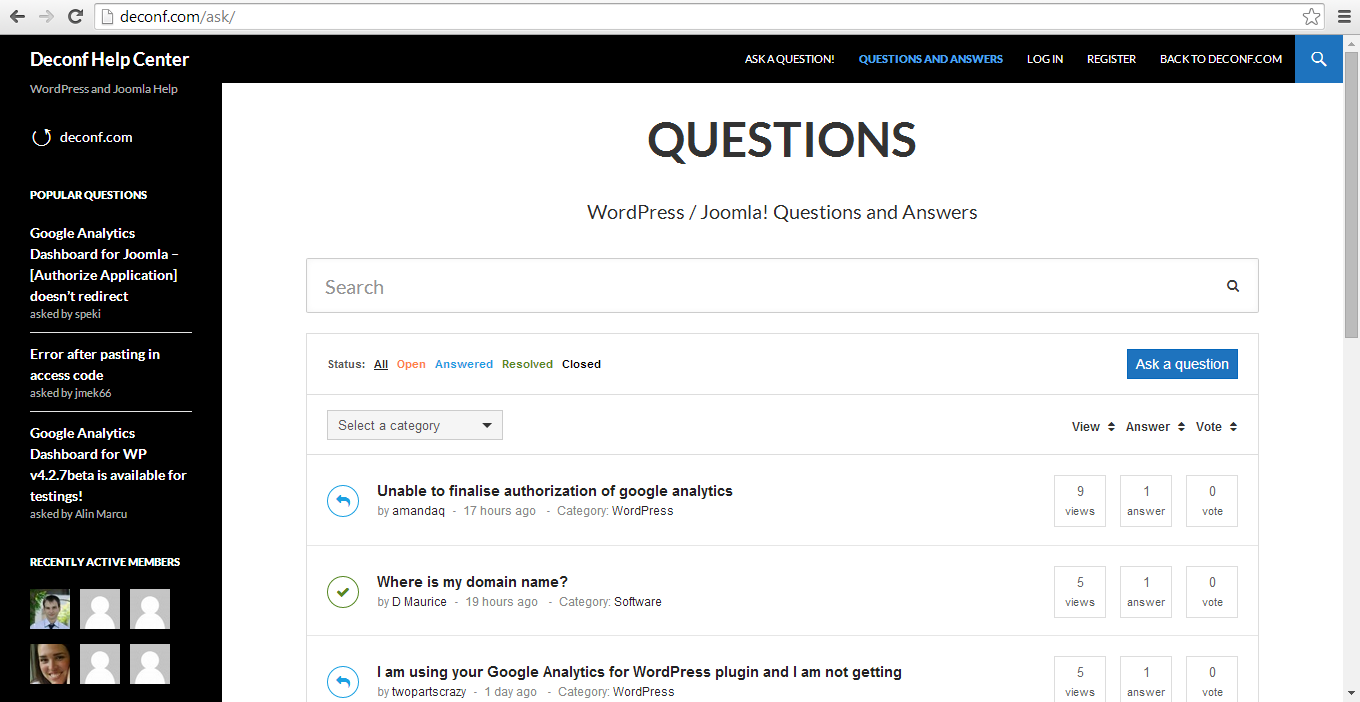 deconf.com/ask/
Deconf Help Center
WordPress and Joomla Help
ASK A QUESTION!
QUESTIONS AND ANSWERS
LOG IN
REGISTER
BACK TO DECONF.COM
deconf.com
POPULAR QUESTIONS
Google Analytics
Dashboard for Joomla –
[Authorize Application]
doesn't redirect
asked by speki
Error after pasting in
access code
asked by jmek66
Google Analytics
Dashboard for WP
v4.2.7beta is available for
testings!
asked by Alin Marcu
RECENTLY ACTIVE MEMBERS
QUESTIONS
WordPress / Joomla! Questions and Answers
Search
Status: All Open Answered Resolved Closed
Ask a question
Select a category
View Answer Vote
Unable to finalise authorization of google analytics
by amandaq - 17 hours ago - Category: WordPress
9 views
1 answer
0 vote
Where is my domain name?
by D Maurice - 19 hours ago - Category: Software
5 views
1 answer
0 vote
I am using your Google Analytics for WordPress plugin and I am not getting
by twopartscrazy - 1 day ago - Category: WordPress
5 views
1 answer
0 vote